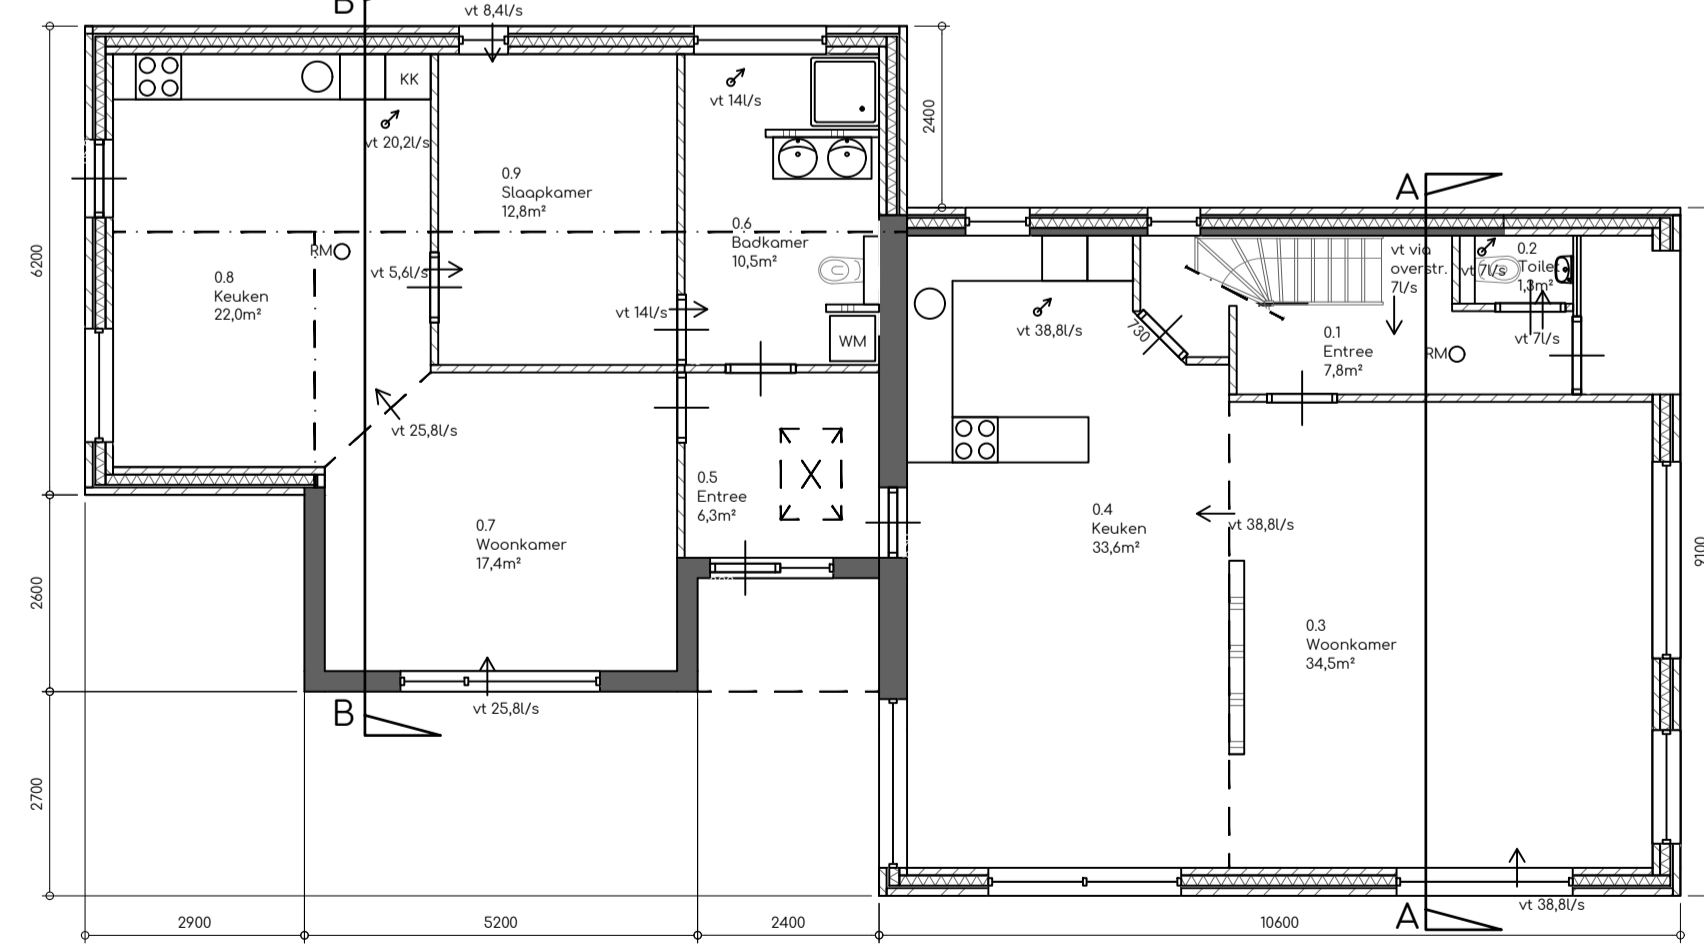 B
vt 8,4l/s
KK
vt 14l/s
vt 20,2l/s
2400
0.9
Slaapkamer
12,8m²
A
0.6
Badkamer
10,5m²
6200
RM
vt 5,6l/s
0.8
Keuken
22,0m²
vt via
overstr.
7l/s
vt 7l/s
0.2
Toilet
1,3m²
vt 14l/s
WM
vt 38,8l/s
730
0.1
Entree
7,8m²
RM
vt 7l/s
vt 25,8l/s
0.5
Entree
6,3m²
0.7
Woonkamer
17,4m²
0.4
Keuken
33,6m²
vt 38,8l/s
9100
2600
0.3
Woonkamer
34,5m²
B
vt 25,8l/s
2700
vt 38,8l/s
A
2900
5200
2400
10600